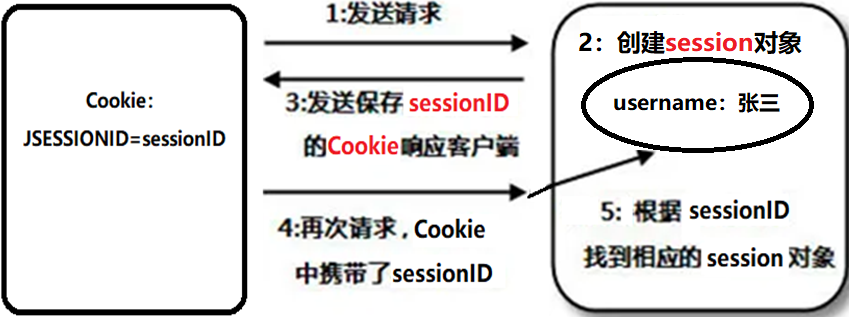 Cookie:
JSESSIONID=sessionID
1:发送请求
3:发送保存 sessionID
的Cookie响应客户端
4:再次请求，Cookie
中携带了sessionID
2：创建session对象
username：张三
5: 根据 sessionID
找到相应的 session 对象